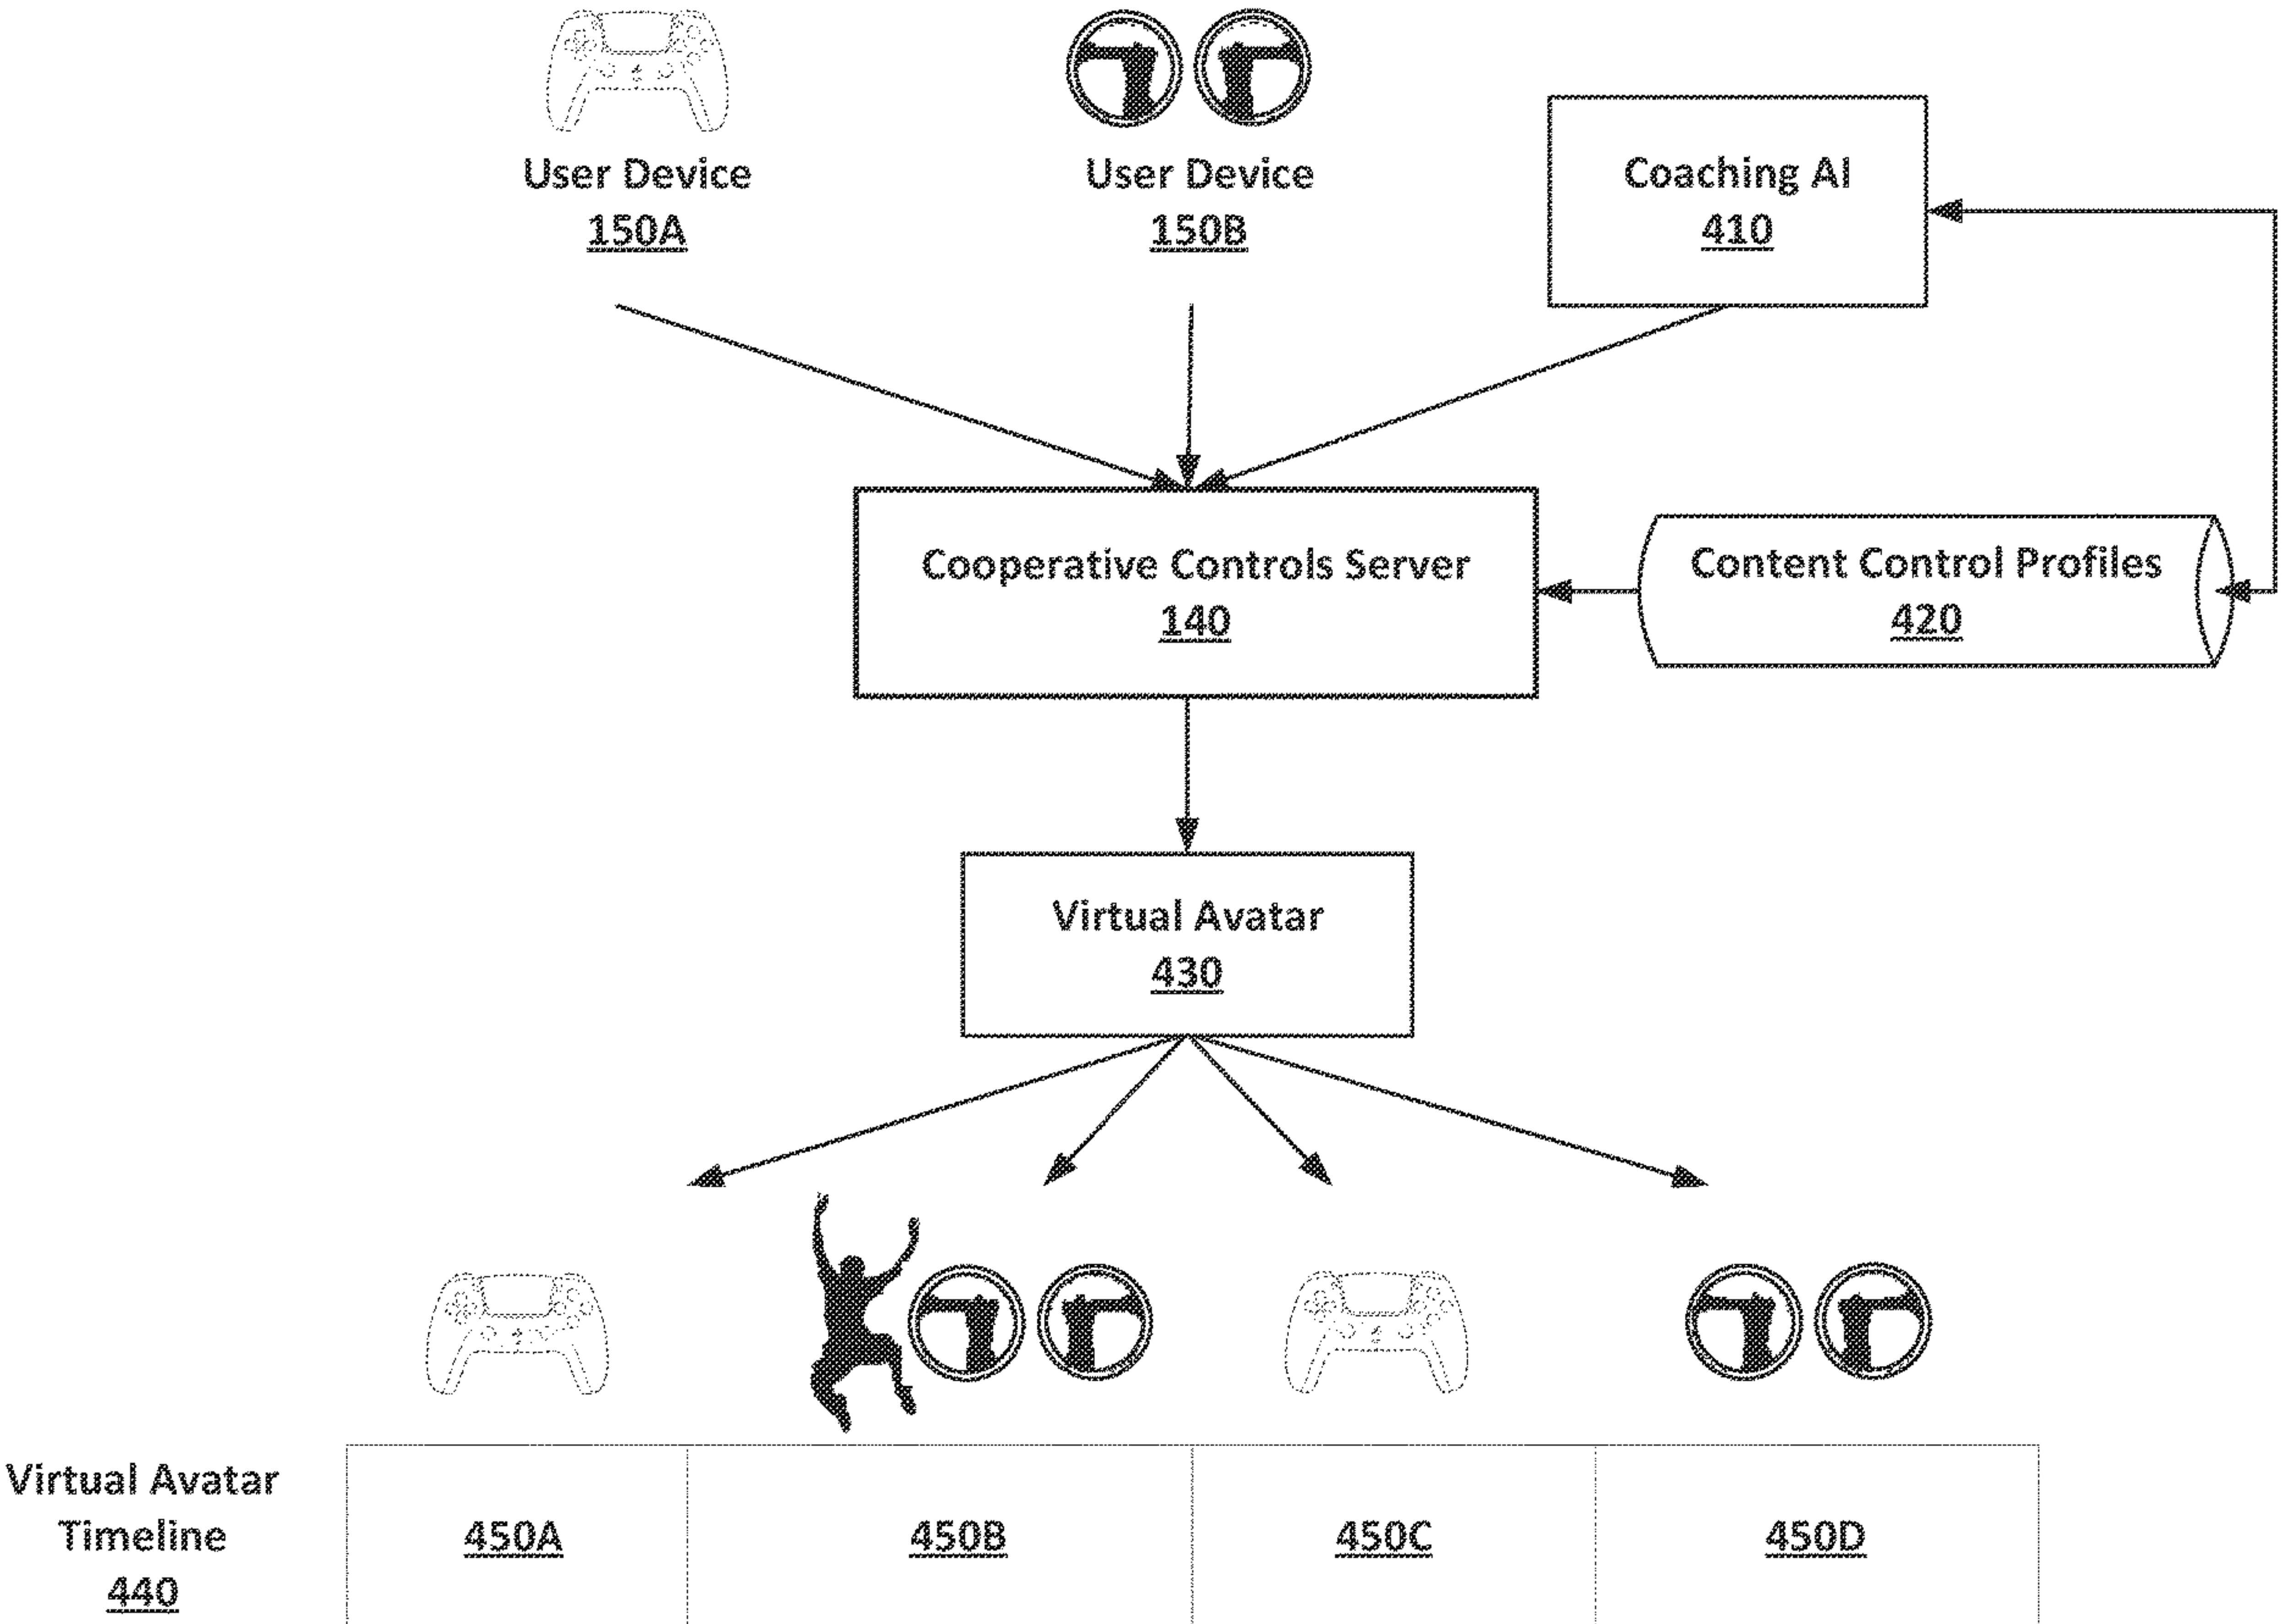 User Device
150A
User Device
150B
Coaching AI
410
Cooperative Controls Server
140
Content Control Profiles
420
Virtual Avatar
430
Virtual Avatar
Timeline
440
450A
450B
450C
450D